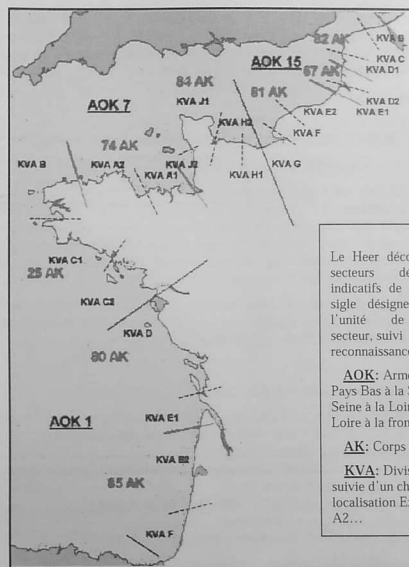 82 AK
KVA B
KVA C
AOK 15
67 AK
KVA D1
84 AK
81 AK
KVA D2
KVA J1
KVA E2
KVA E1
AOK 7
KVA H2
KVA F
74 AK
KVA G
KVA B
KVA A2
KVA J2
KVA A1
KVA H1
KVA C1
25 AK
KVA C2
KVA D
80 AK
KVA E1
AOK 1
KVA E2
KVA F
Le Heer déco
secteurs de
indicatifs de
sigle désigne
l'unité de
secteur, suivi
reconnaissance
AOK: Armé
Pays Bas à la S
Seine à la Loir
Loire à la fron
AK: Corps
KVA: Divis
suivie d'un ch
localisation E
A2…